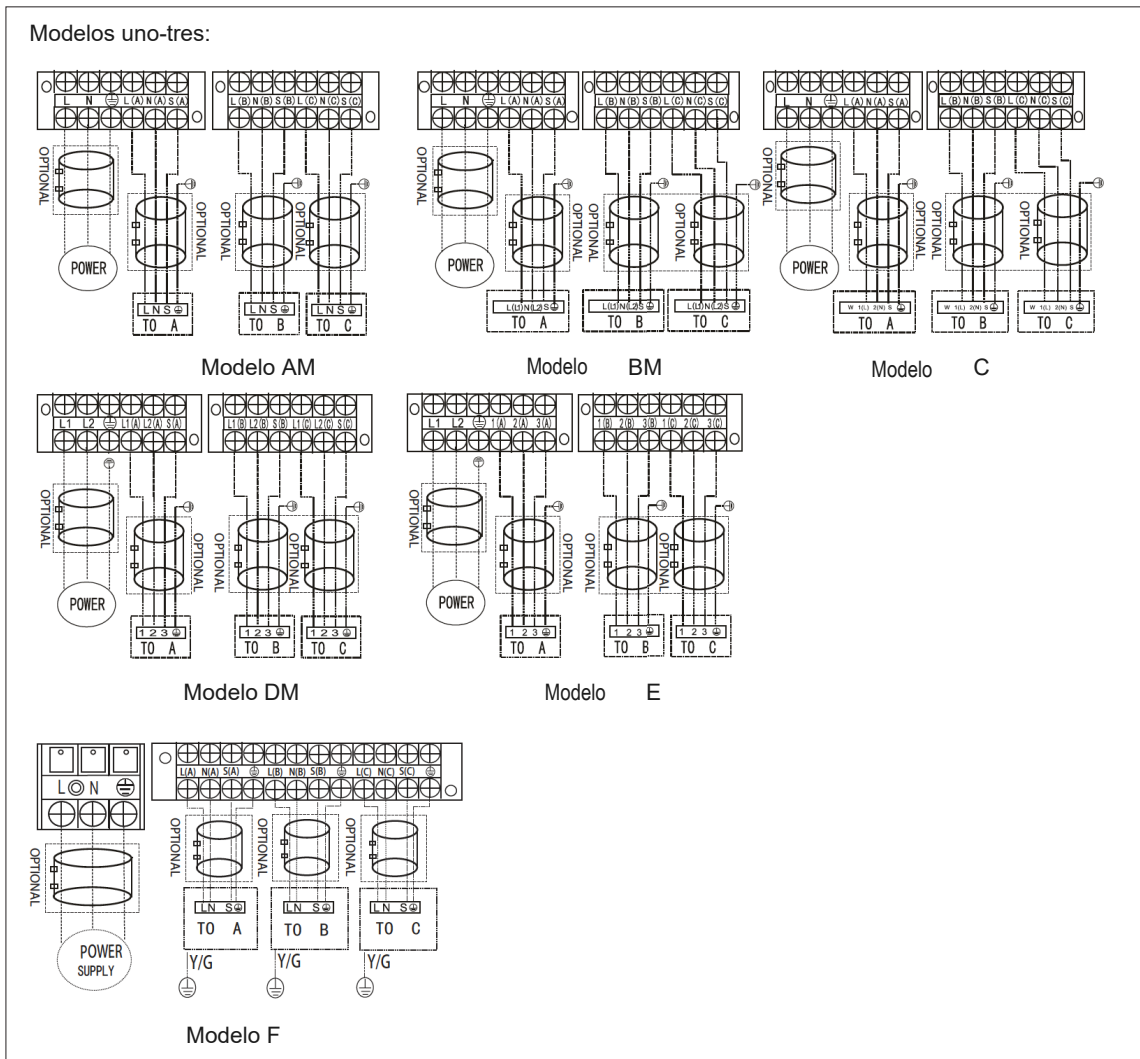 Modelos uno-tres:
L N L(A) N(A) S(A)
L(B) N(B) S(B) L(C) N(C) S(C)
OPTIONAL
OPTIONAL
OPTIONAL
OPTIONAL
POWER
L N S
TO A
L N S
TO B
L N S
TO C
Modelo AM
L N L(A) N(A) S(A)
L(B) N(B) S(B) L(C) N(C) S(C)
OPTIONAL
OPTIONAL
OPTIONAL
OPTIONAL
POWER
L(L1)N(L2)S
TO A
L(L1)N(L2)S
TO B
L(L1)N(L2)S
TO C
Modelo BM
L N L(A) N(A) S(A)
L(B) N(B) S(B) L(C) N(C) S(C)
OPTIONAL
OPTIONAL
OPTIONAL
OPTIONAL
POWER
W 1(L) 2(N) S
TO A
W 1(L) 2(N) S
TO B
W 1(L) 2(N) S
TO C
Modelo C
L1 L2 L1(A) L2(A) S(A)
L1(B) L2(B) S(B) L1(C) L2(C) S(C)
OPTIONAL
OPTIONAL
OPTIONAL
OPTIONAL
POWER
1 2 3
TO A
1 2 3
TO B
1 2 3
TO C
Modelo DM
L1 L2 1(A) 2(A) 3(A)
1(B) 2(B) 3(B) 1(C) 2(C) 3(C)
OPTIONAL
OPTIONAL
OPTIONAL
OPTIONAL
POWER
1 2 3
TO A
1 2 3
TO B
1 2 3
TO C
Modelo E
L N
L(A) N(A) S(A) L(B) N(B) S(B) L(C) N(C) S(C)
OPTIONAL
OPTIONAL
OPTIONAL
OPTIONAL
POWER
SUPPLY
LN S
TO A
Y/G
LN S
TO B
Y/G
LN S
TO C
Y/G
Modelo F